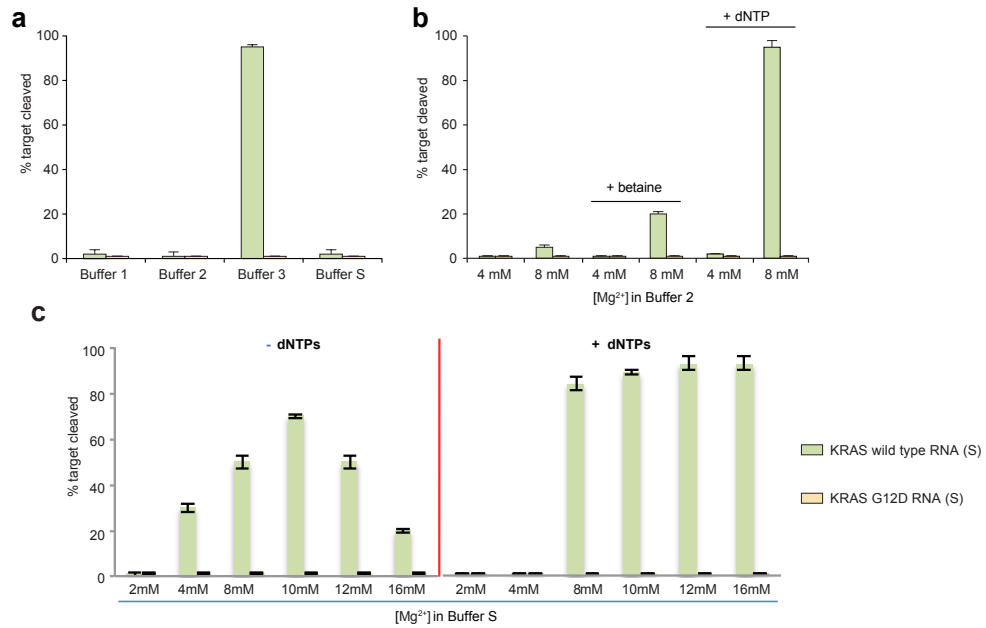 a
% target cleaved
100
80
60
40
20
0
Buffer 1 Buffer 2 Buffer 3 Buffer S
b
+ dNTP
+ betaine
% target cleaved
100
80
60
40
20
0
4 mM 8 mM 4 mM 8 mM 4 mM 8 mM
[Mg²⁺] in Buffer 2
c
- dNTPs + dNTPs
% target cleaved
100
80
60
40
20
0
2mM 4mM 8mM 10mM 12mM 16mM 2mM 4mM 8mM 10mM 12mM 16mM
[Mg²⁺] in Buffer S
KRAS wild type RNA (S)
KRAS G12D RNA (S)